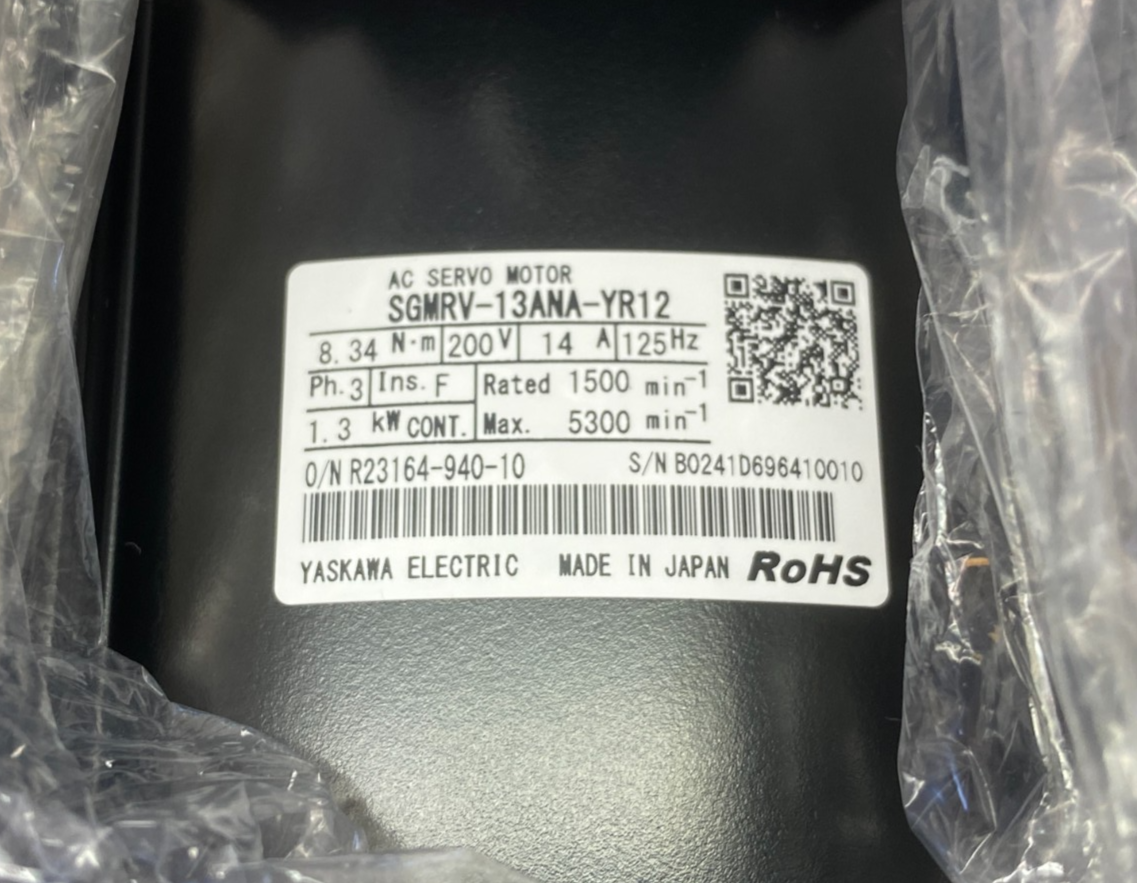 AC SERVO MOTOR
SGMRV-13ANA-YR12
8.34 N·m 200V 14 A 125Hz
Ph.3 Ins. F Rated 1500 min⁻¹
1.3 kW CONT. Max. 5300 min⁻¹
O/N R23164-940-10 S/N B0241D696410010
YASKAWA ELECTRIC MADE IN JAPAN RoHS